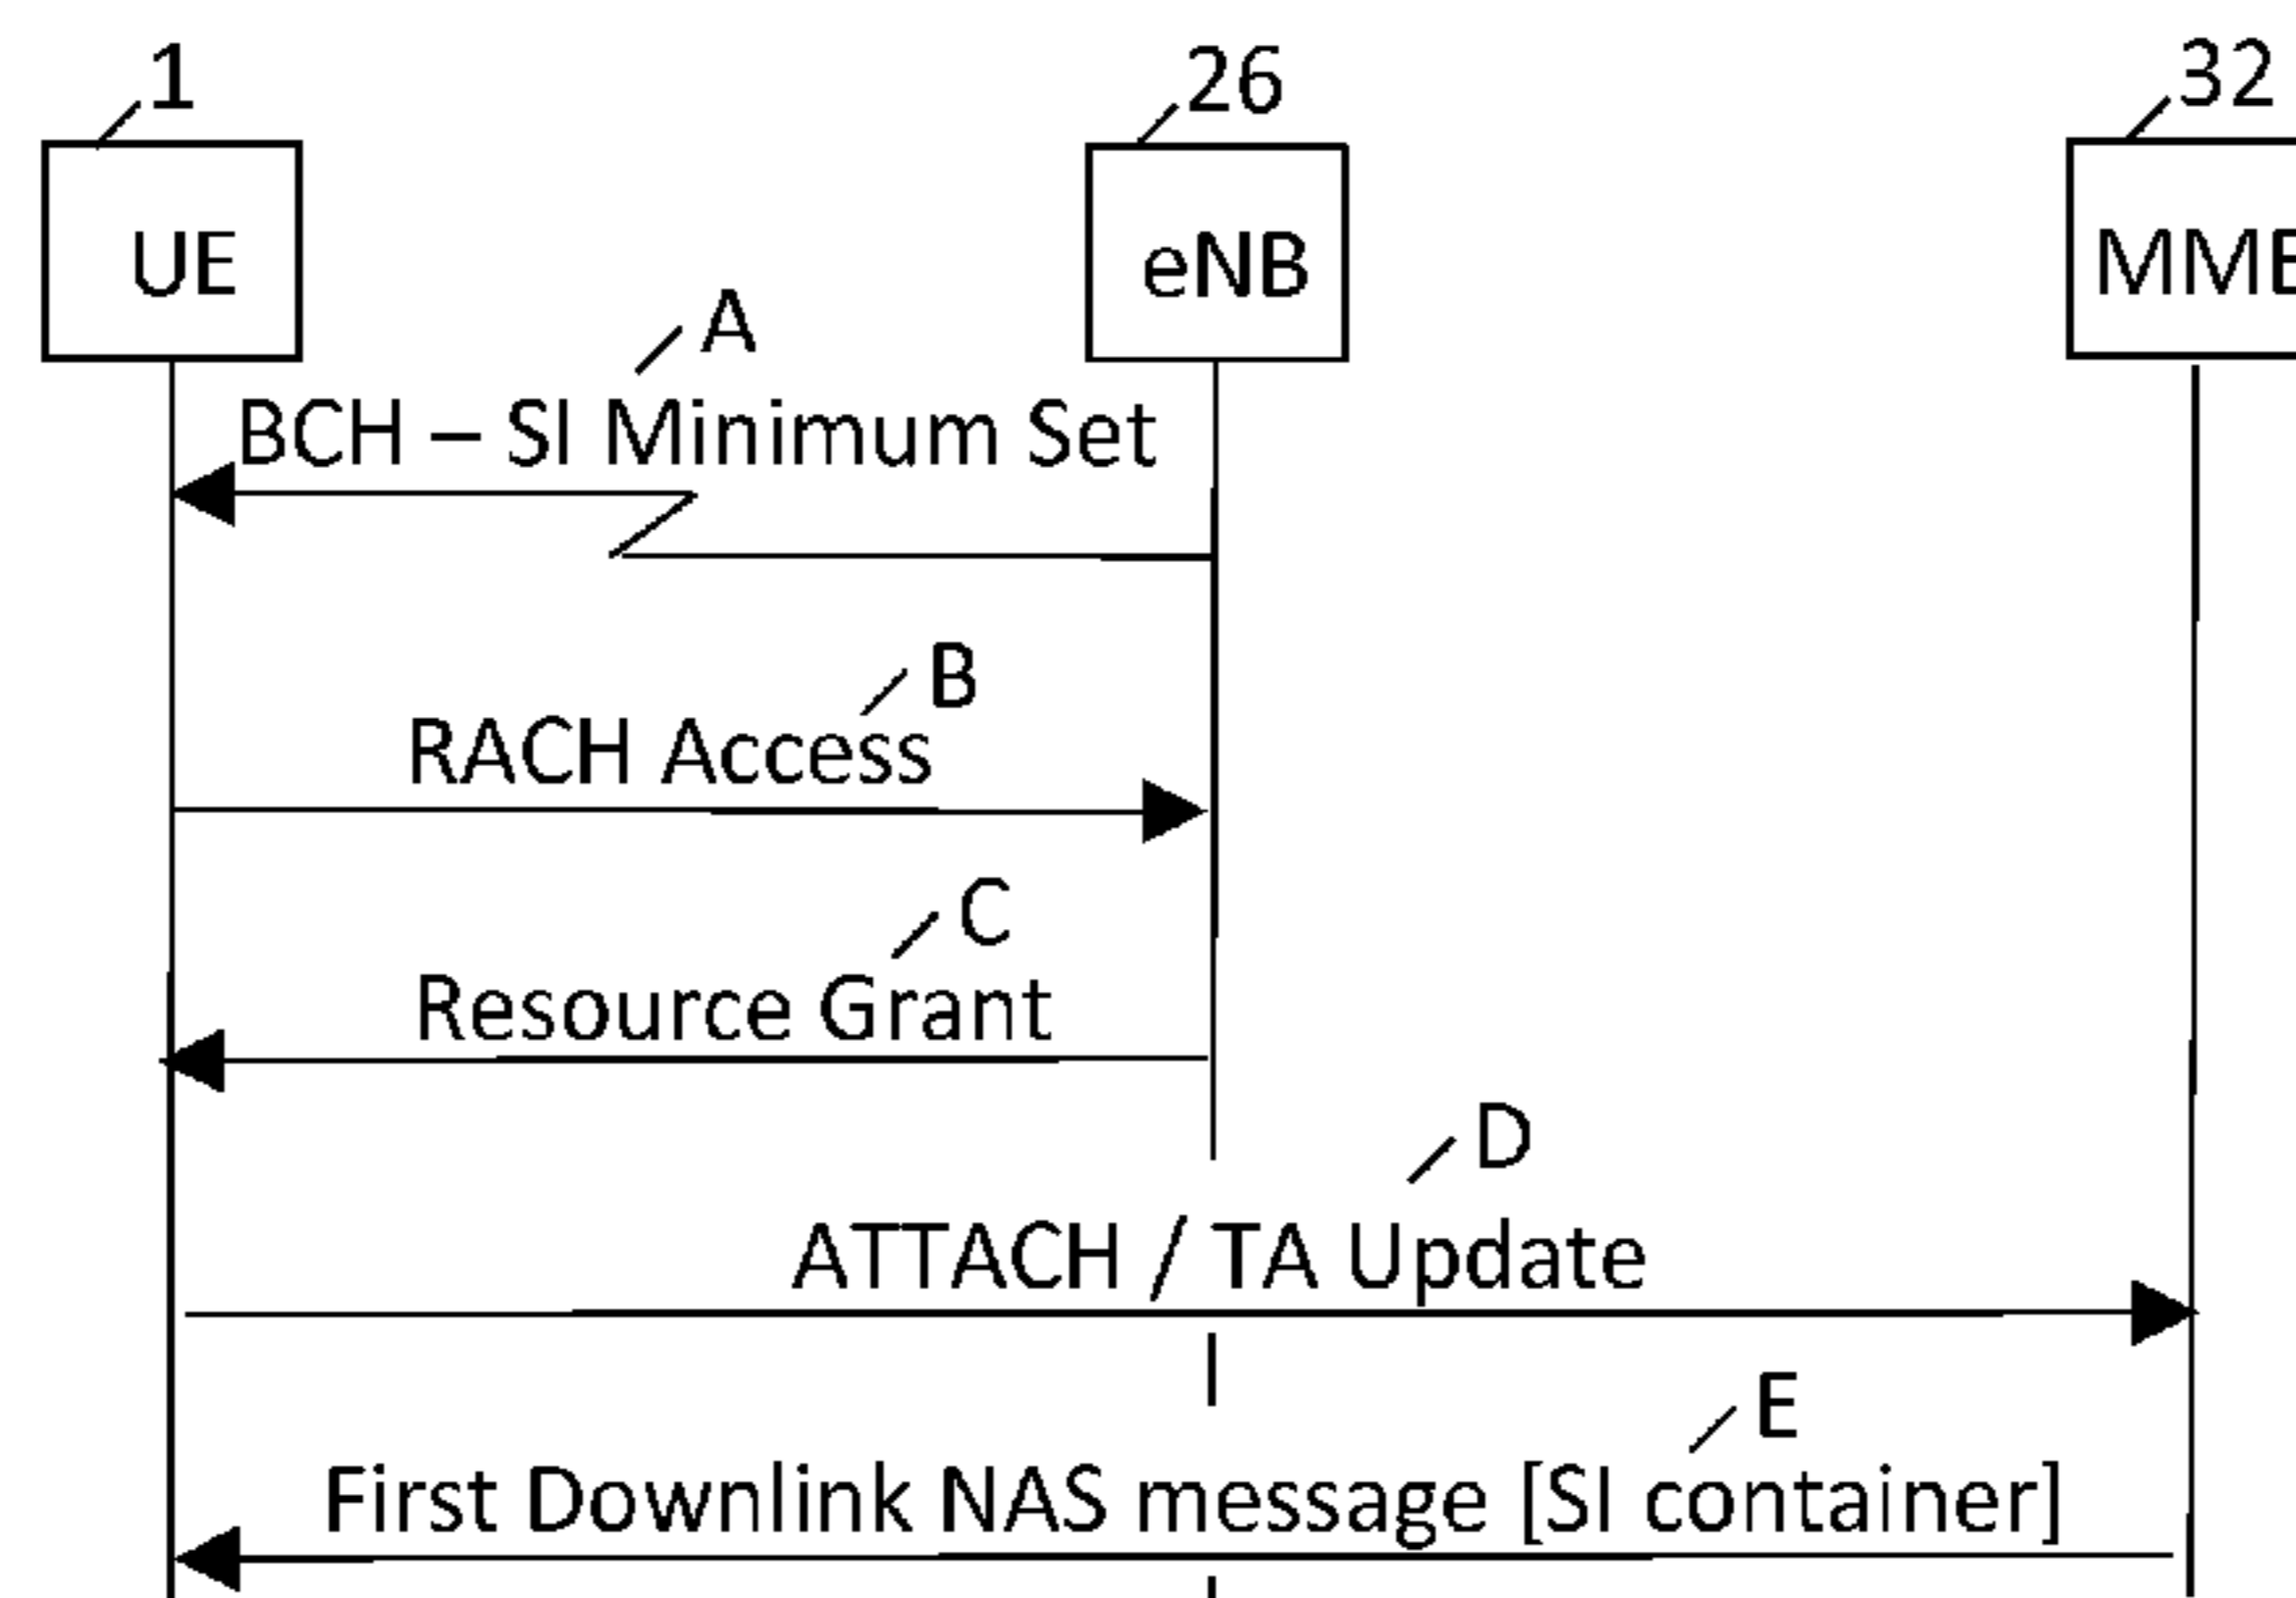 1
26
32
UE
eNB
MME
A
BCH – SI Minimum Set
B
RACH Access
C
Resource Grant
D
ATTACH / TA Update
E
First Downlink NAS message [SI container]